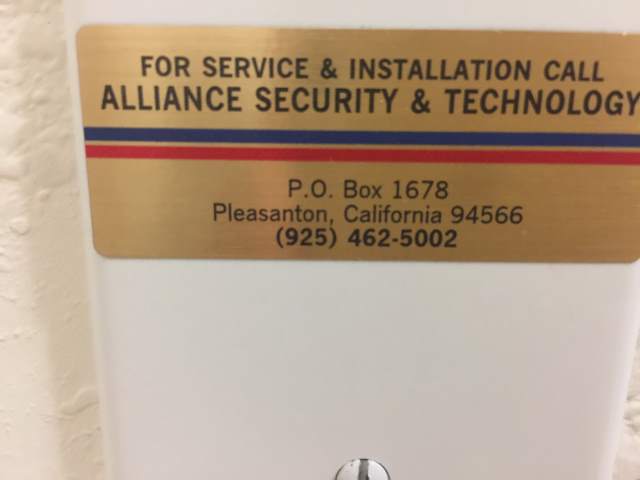 FOR SERVICE & INSTALLATION CALL
ALLIANCE SECURITY & TECHNOLOGY
P.O. Box 1678
Pleasanton, California 94566
(925) 462-5002